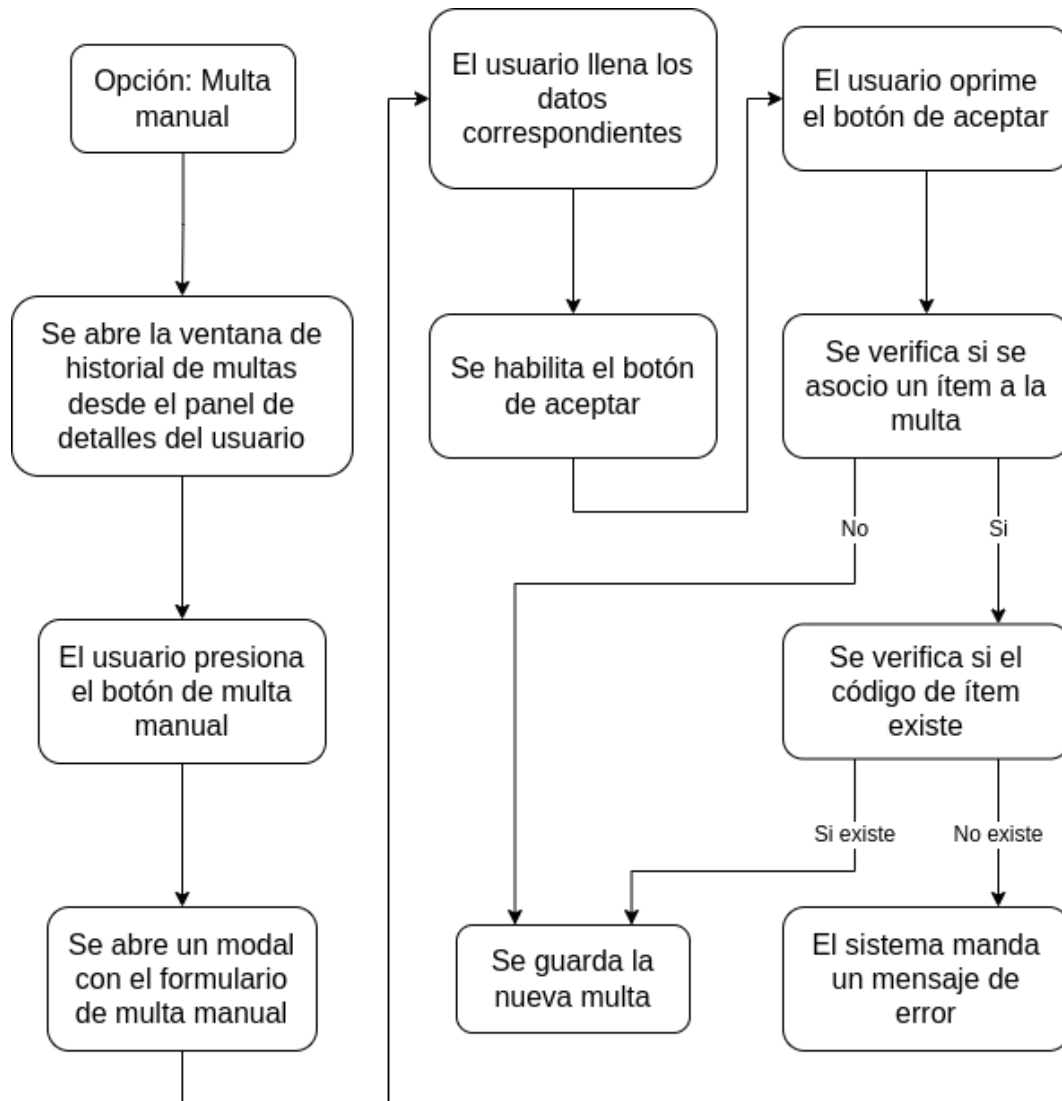 Opción: Multa
manual
Se abre la ventana de
historial de multas
desde el panel de
detalles del usuario
El usuario presiona
el botón de multa
manual
Se abre un modal
con el formulario
de multa manual
El usuario llena los
datos
correspondientes
Se habilita el botón
de aceptar
El usuario oprime
el botón de aceptar
Se verifica si se
asocio un ítem a la
multa
No
Si
Se verifica si el
código de ítem
existe
Si existe
No existe
Se guarda la
nueva multa
El sistema manda
un mensaje de
error